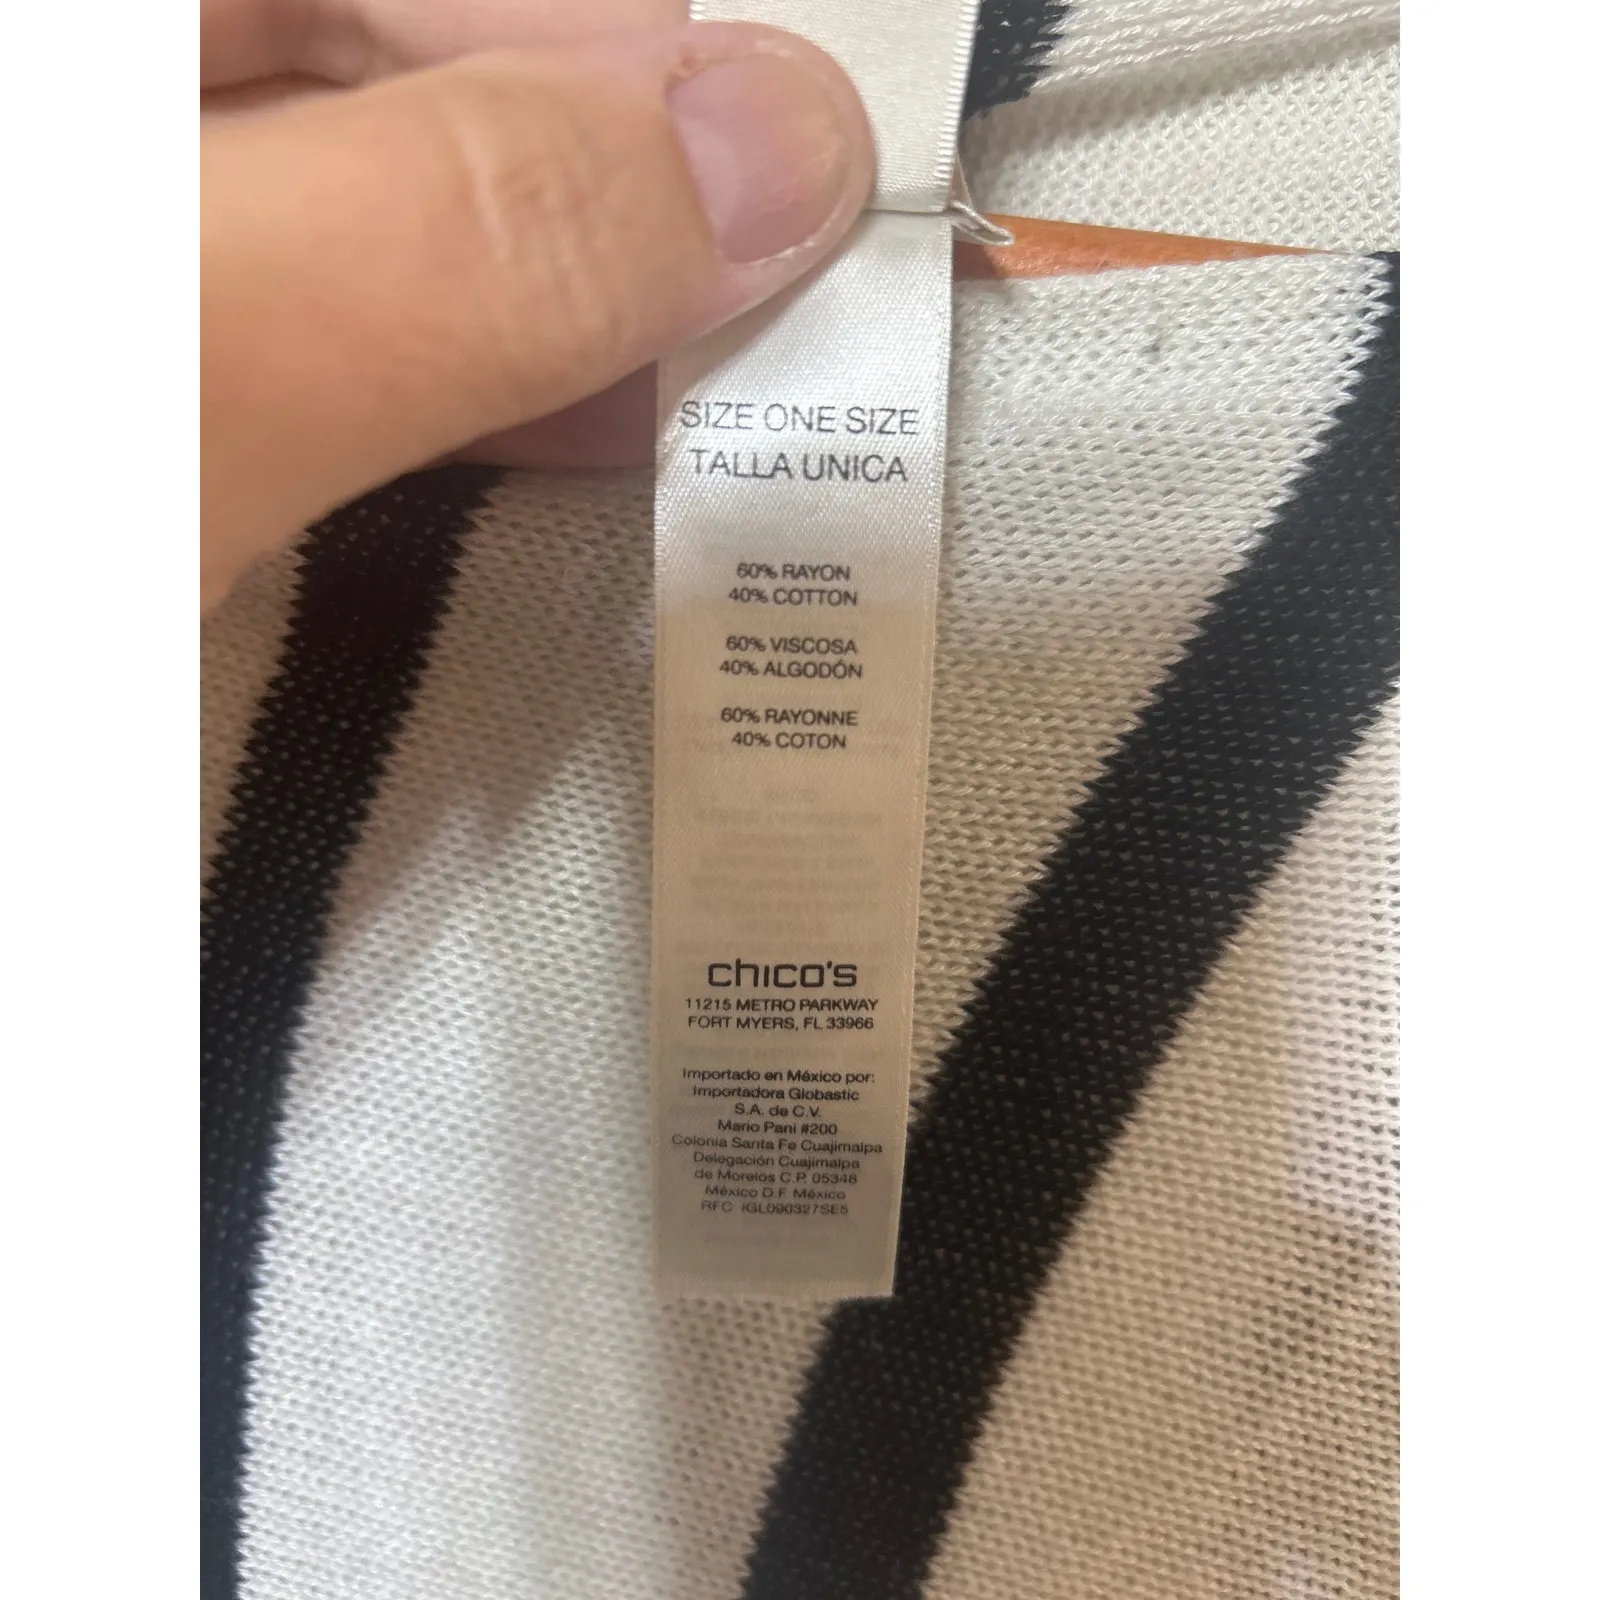 SIZE ONE SIZE
TALLA UNICA
60% RAYON
40% COTTON
60% VISCOSA
40% ALGODÓN
60% RAYONNE
40% COTON
chico's
11215 METRO PARKWAY
FORT MYERS, FL 33966
Importado en México por:
Importadora Globastic
S.A. de C.V.
Mario Pani #200
Colonia Santa Fe Cuajimalpa
Delegación Cuajimalpa
de Morelos C.P. 05348
México D.F. México
RFC IGL090327SE5